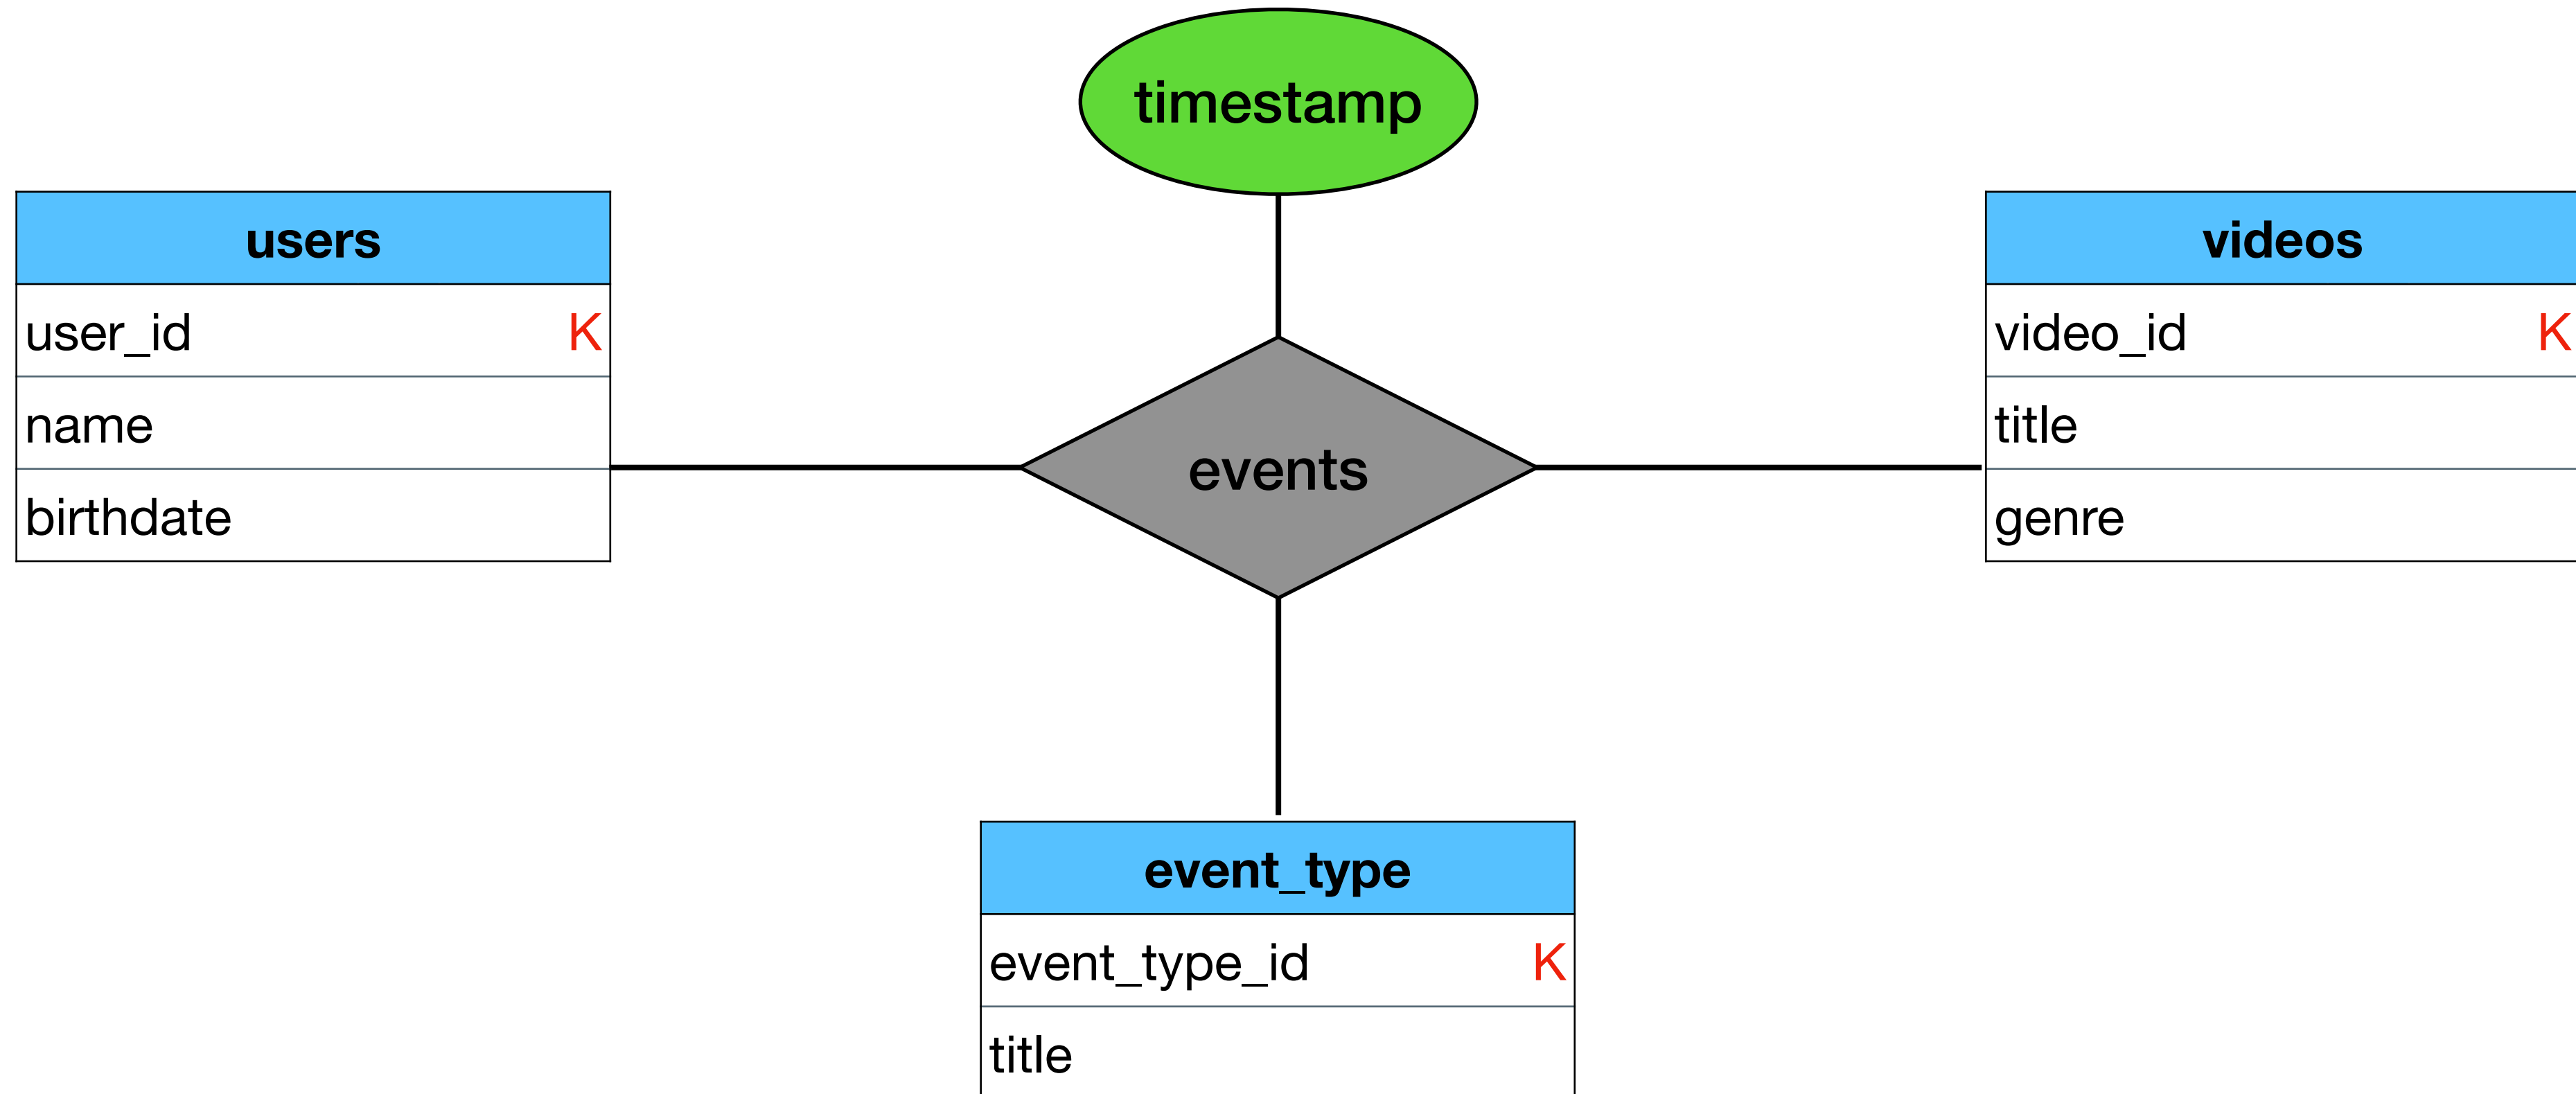 timestamp
users
user_id K
name
birthdate
events
videos
video_id K
title
genre
event_type
event_type_id K
title